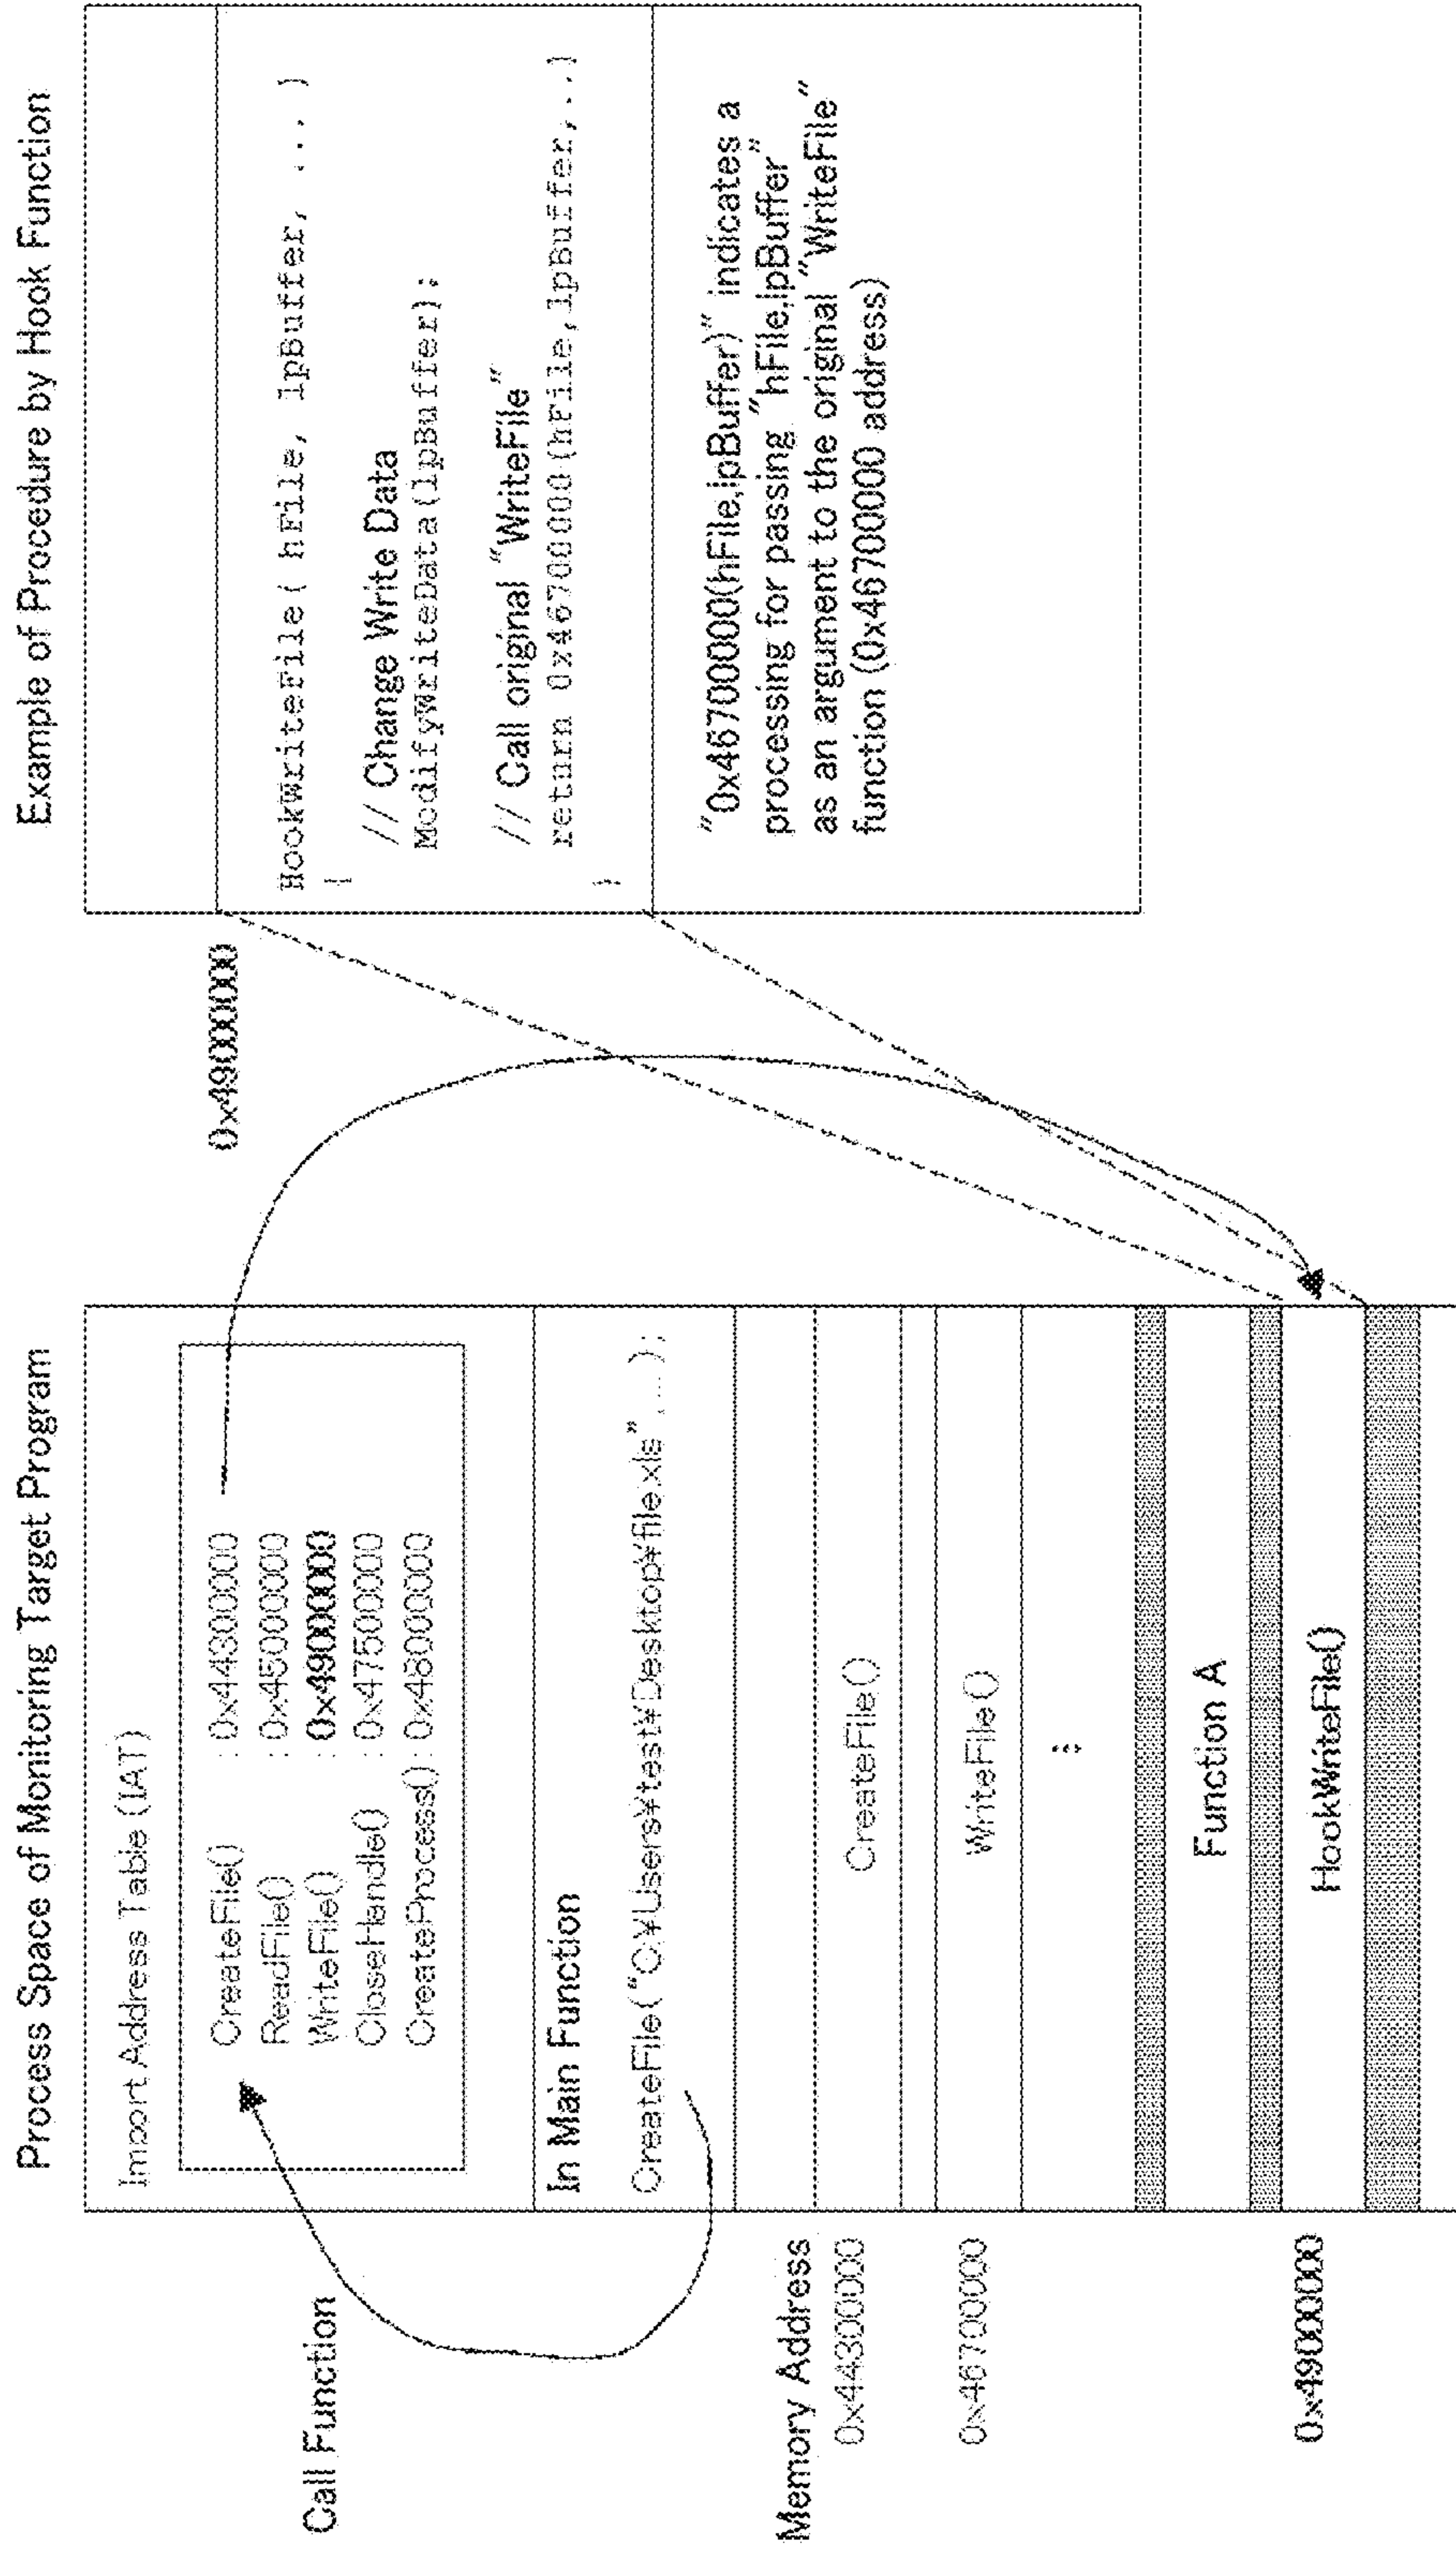 Process Space of Monitoring Target Program
Import Address Table (IAT)
CreateFile() : 0x44300000
ReadFile() : 0x45000000
WriteFile() : 0x49000000
CloseHandle() : 0x47500000
CreateProcess() : 0x48000000
Call Function
In Main Function
CreateFile("C:¥Users¥test¥Desktop¥file.xls", ...);
Memory Address
0x44300000
CreateFile()
0x46700000
WriteFile()
:
Function A
0x49000000
HookWriteFile()
Example of Procedure by Hook Function
0x49000000
HookWriteFile( hFile, lpBuffer, ... )
{
// Change Write Data
ModifyWriteData(lpBuffer);
// Call original "WriteFile"
return 0x46700000(hFile,lpBuffer,..)
}
"0x46700000(hFile,lpBuffer)" indicates a
processing for passing "hFile,lpBuffer"
as an argument to the original "WriteFile"
function (0x46700000 address)